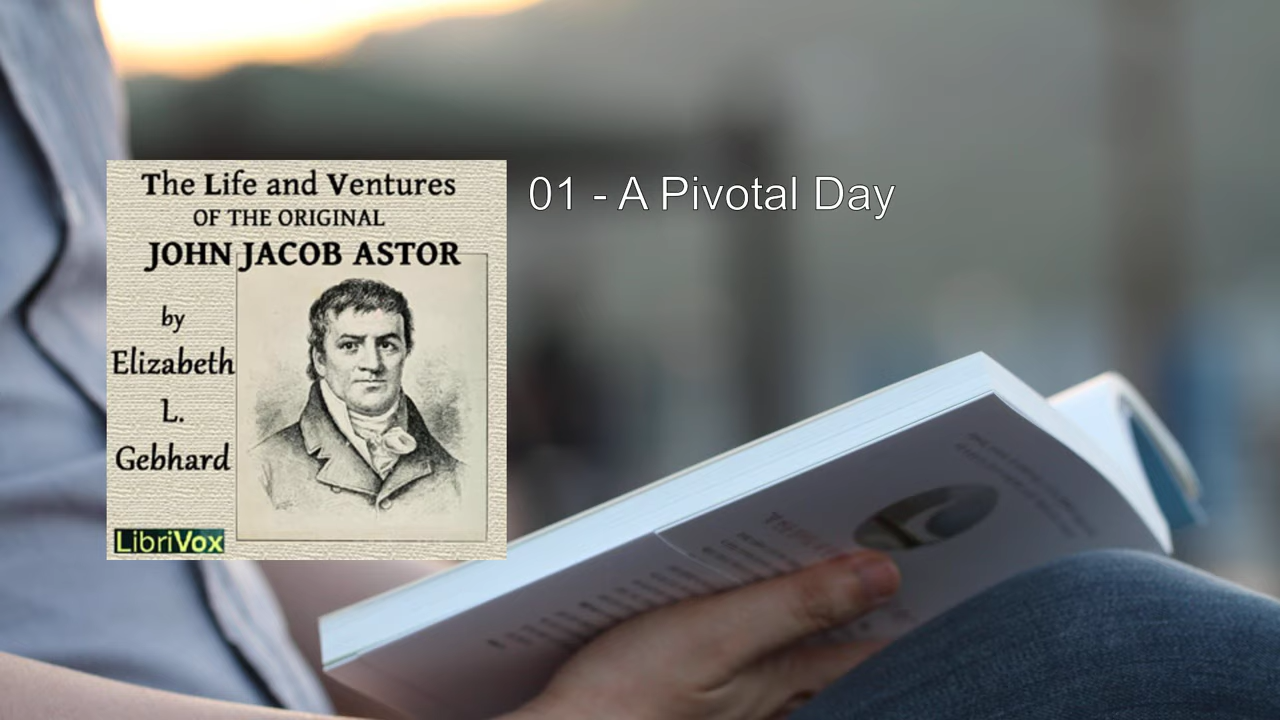 The Life and Ventures
OF THE ORIGINAL
JOHN JACOB ASTOR
by
Elizabeth
L.
Gebhard
LibriVox
01 - A Pivotal Day